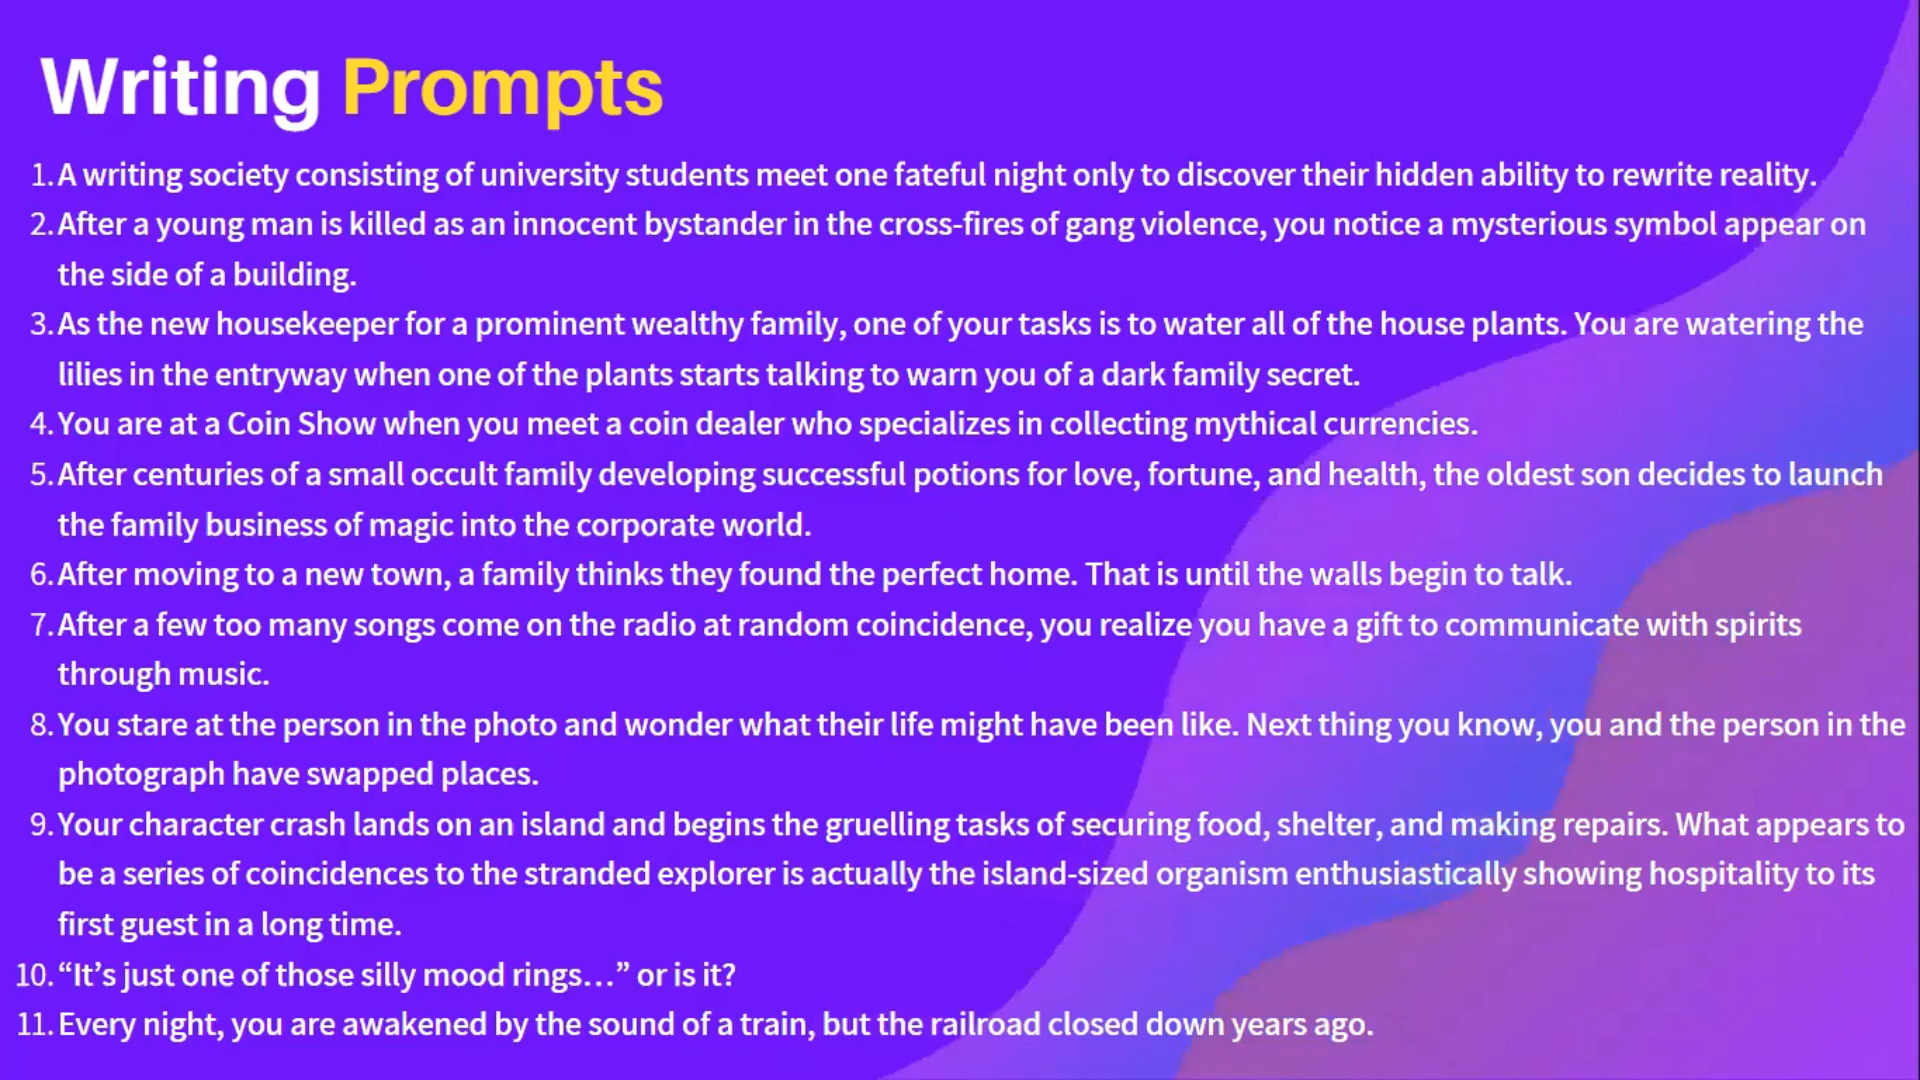 Writing Prompts
1. A writing society consisting of university students meet one fateful night only to discover their hidden ability to rewrite reality.
2. After a young man is killed as an innocent bystander in the cross-fires of gang violence, you notice a mysterious symbol appear on
the side of a building.
3. As the new housekeeper for a prominent wealthy family, one of your tasks is to water all of the house plants. You are watering the
lilies in the entryway when one of the plants starts talking to warn you of a dark family secret.
4. You are at a Coin Show when you meet a coin dealer who specializes in collecting mythical currencies.
5. After centuries of a small occult family developing successful potions for love, fortune, and health, the oldest son decides to launch
the family business of magic into the corporate world.
6. After moving to a new town, a family thinks they found the perfect home. That is until the walls begin to talk.
7. After a few too many songs come on the radio at random coincidence, you realize you have a gift to communicate with spirits
through music.
8. You stare at the person in the photo and wonder what their life might have been like. Next thing you know, you and the person in the
photograph have swapped places.
9. Your character crash lands on an island and begins the gruelling tasks of securing food, shelter, and making repairs. What appears to
be a series of coincidences to the stranded explorer is actually the island-sized organism enthusiastically showing hospitality to its
first guest in a long time.
10. “It’s just one of those silly mood rings…” or is it?
11. Every night, you are awakened by the sound of a train, but the railroad closed down years ago.